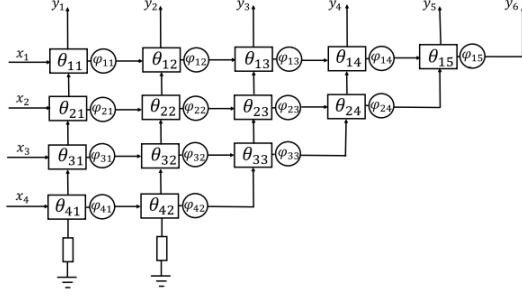 y₁ y₂ y₃ y₄ y₅ y₆
x₁ θ₁₁ φ₁₁ θ₁₂ φ₁₂ θ₁₃ φ₁₃ θ₁₄ φ₁₄ θ₁₅ φ₁₅
x₂ θ₂₁ φ₂₁ θ₂₂ φ₂₂ θ₂₃ φ₂₃ θ₂₄ φ₂₄
x₃ θ₃₁ φ₃₁ θ₃₂ φ₃₂ θ₃₃ φ₃₃
x₄ θ₄₁ φ₄₁ θ₄₂ φ₄₂